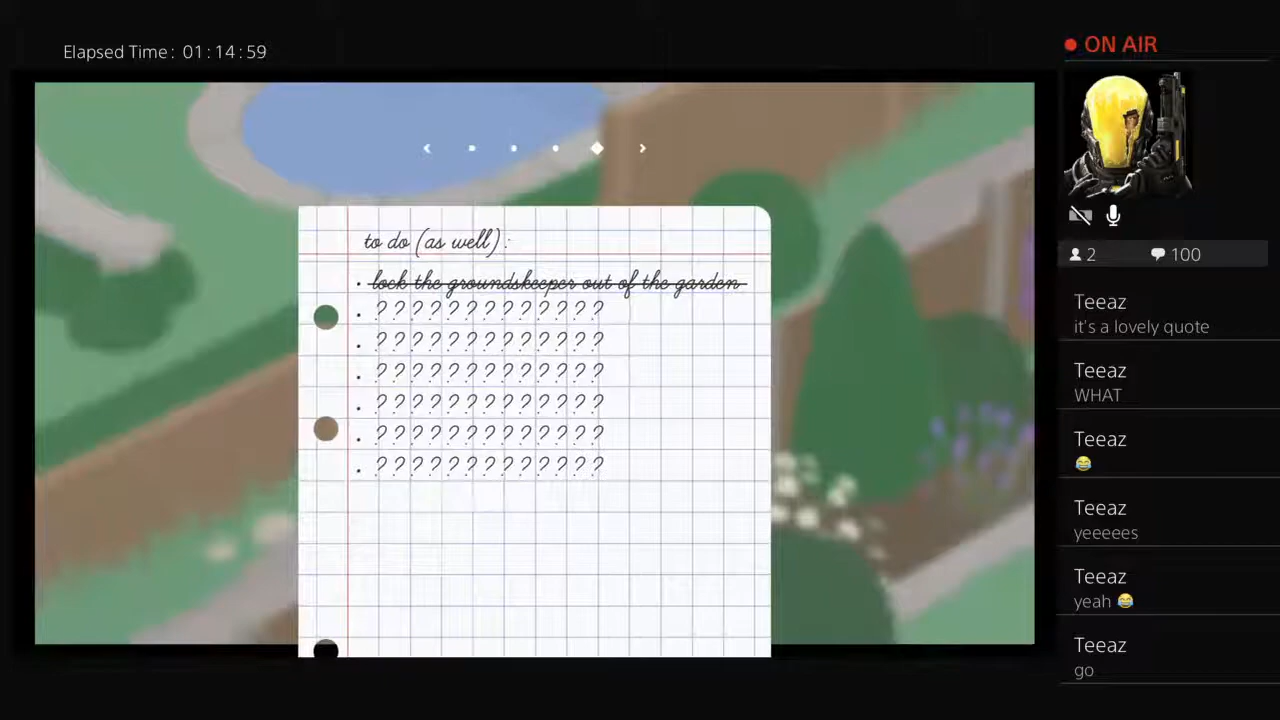 Elapsed Time: 01:14:59
ON AIR
to do (as well):
· lock the groundskeeper out of the garden
· ?????????????
· ?????????????
· ?????????????
· ?????????????
· ?????????????
· ?????????????
2 100
Teeaz
it's a lovely quote
Teeaz
WHAT
Teeaz
😂
Teeaz
yeeeees
Teeaz
yeah 😂
Teeaz
go